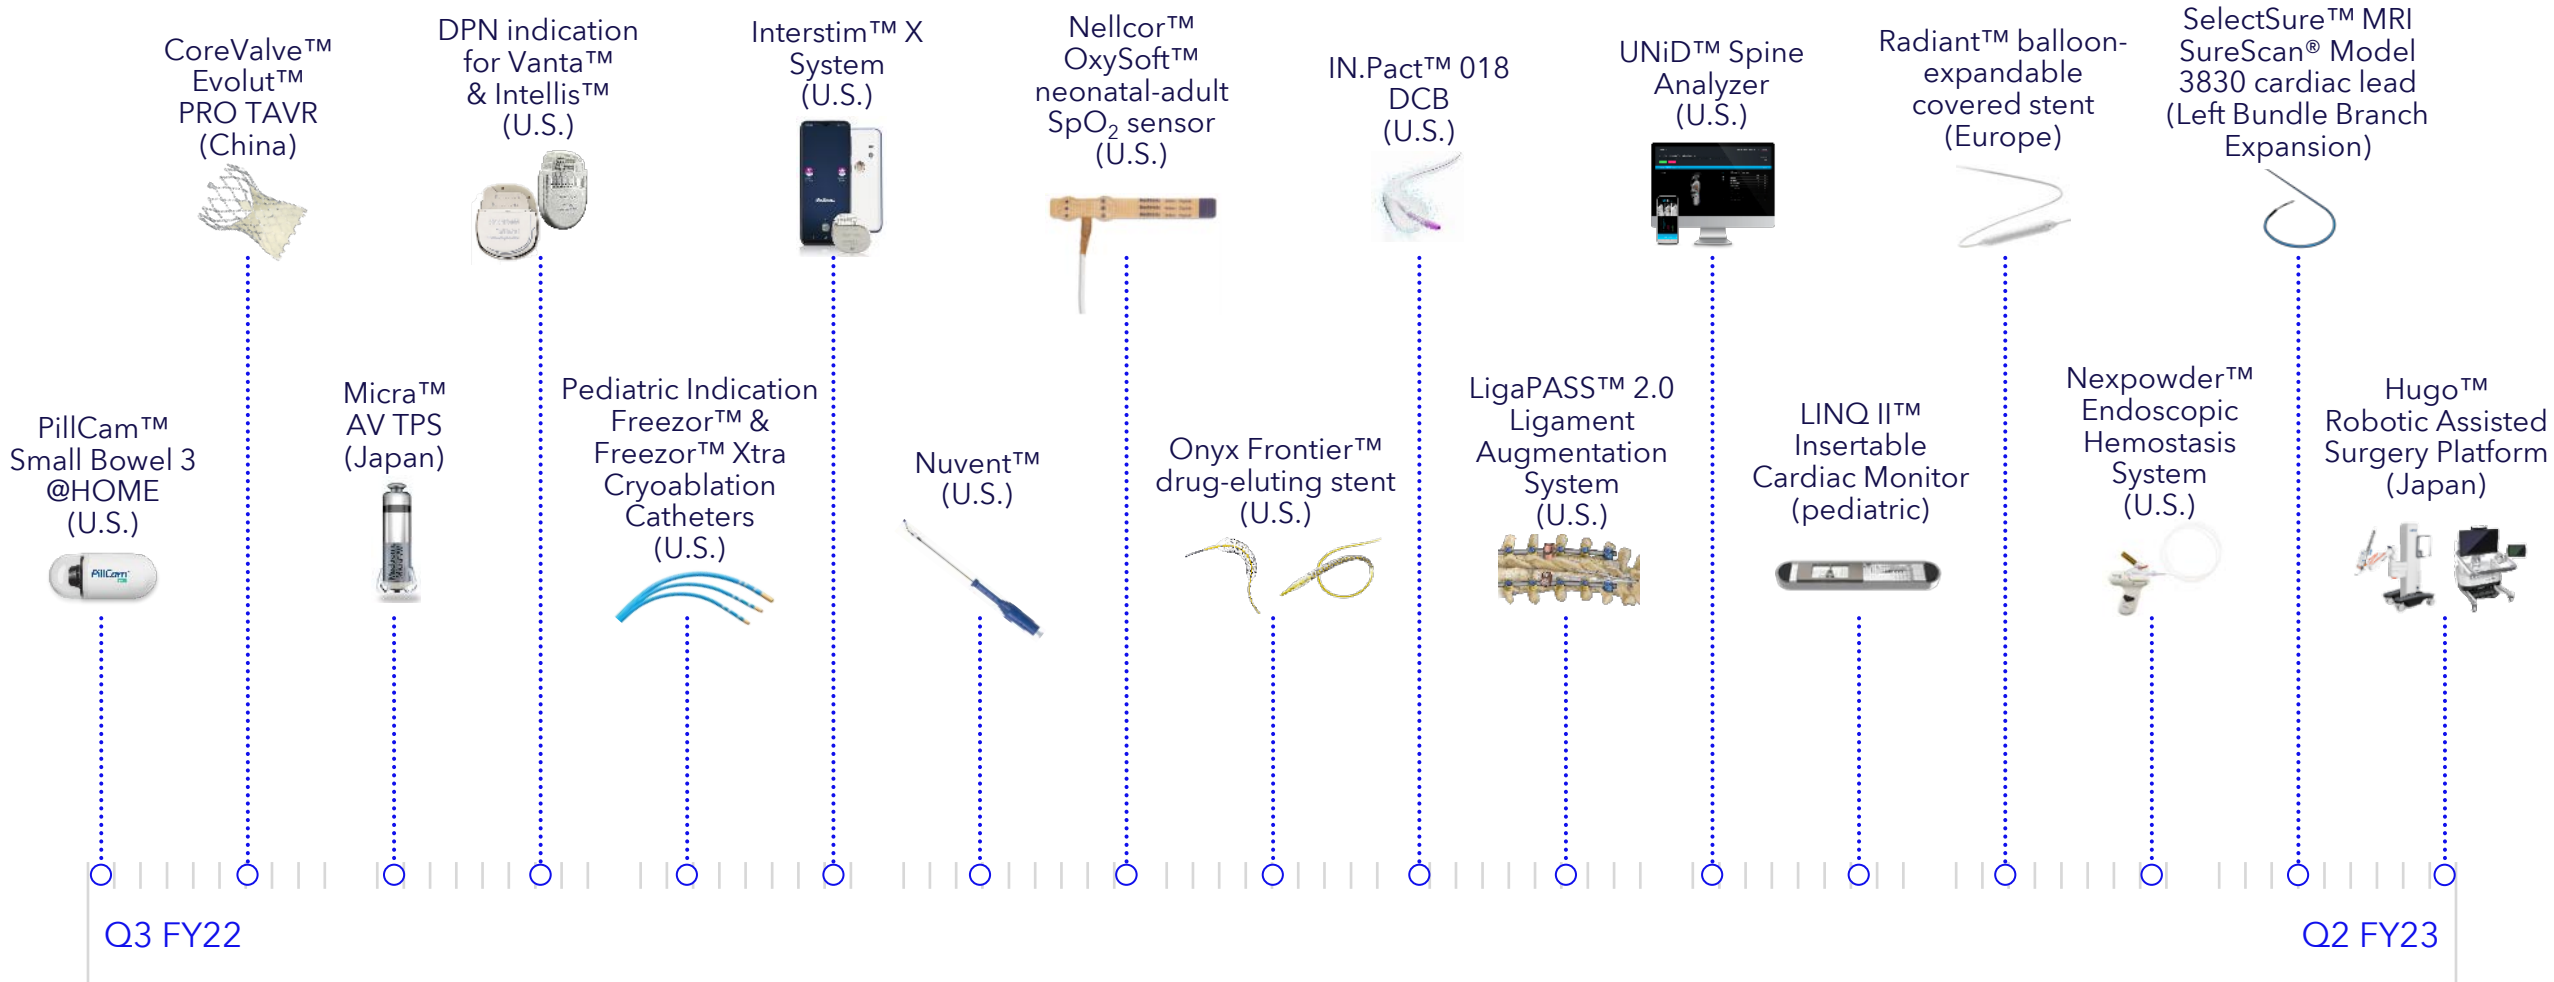 CoreValve™
Evolut™
PRO TAVR
(China)
DPN indication
for Vanta™
& Intellis™
(U.S.)
Interstim™ X
System
(U.S.)
Nellcor™
OxySoft™
neonatal-adult
SpO₂ sensor
(U.S.)
IN.Pact™ 018
DCB
(U.S.)
UNiD™ Spine
Analyzer
(U.S.)
Radiant™ balloon-
expandable
covered stent
(Europe)
SelectSure™ MRI
SureScan® Model
3830 cardiac lead
(Left Bundle Branch
Expansion)
PillCam™
Small Bowel 3
@HOME
(U.S.)
PillCam™
Micra™
AV TPS
(Japan)
Pediatric Indication
Freezor™ &
Freezor™ Xtra
Cryoablation
Catheters
(U.S.)
Nuvent™
(U.S.)
Onyx Frontier™
drug-eluting stent
(U.S.)
LigaPASS™ 2.0
Ligament
Augmentation
System
(U.S.)
LINQ II™
Insertable
Cardiac Monitor
(pediatric)
Nexpowder™
Endoscopic
Hemostasis
System
(U.S.)
Hugo™
Robotic Assisted
Surgery Platform
(Japan)
Q3 FY22
Q2 FY23